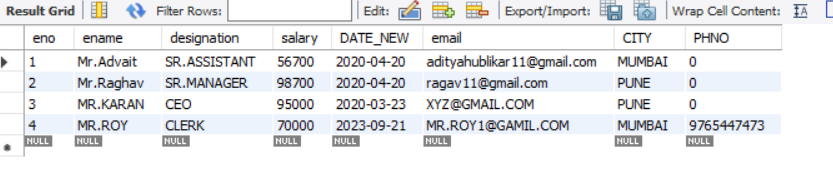 Result Grid Filter Rows: Edit: Export/Import: Wrap Cell Content:
eno ename designation salary DATE_NEW email CITY PHNO
1 Mr.Advait SR.ASSISTANT 56700 2020-04-20 adityahublikar11@gmail.com MUMBAI 0
2 Mr.Raghav SR.MANAGER 98700 2020-04-20 ragav11@gmail.com PUNE 0
3 MR.KARAN CEO 95000 2020-03-23 XYZ@GMAIL.COM PUNE 0
4 MR.ROY CLERK 70000 2023-09-21 MR.ROY1@GAMIL.COM MUMBAI 9765447473
NULL NULL NULL NULL NULL NULL NULL NULL